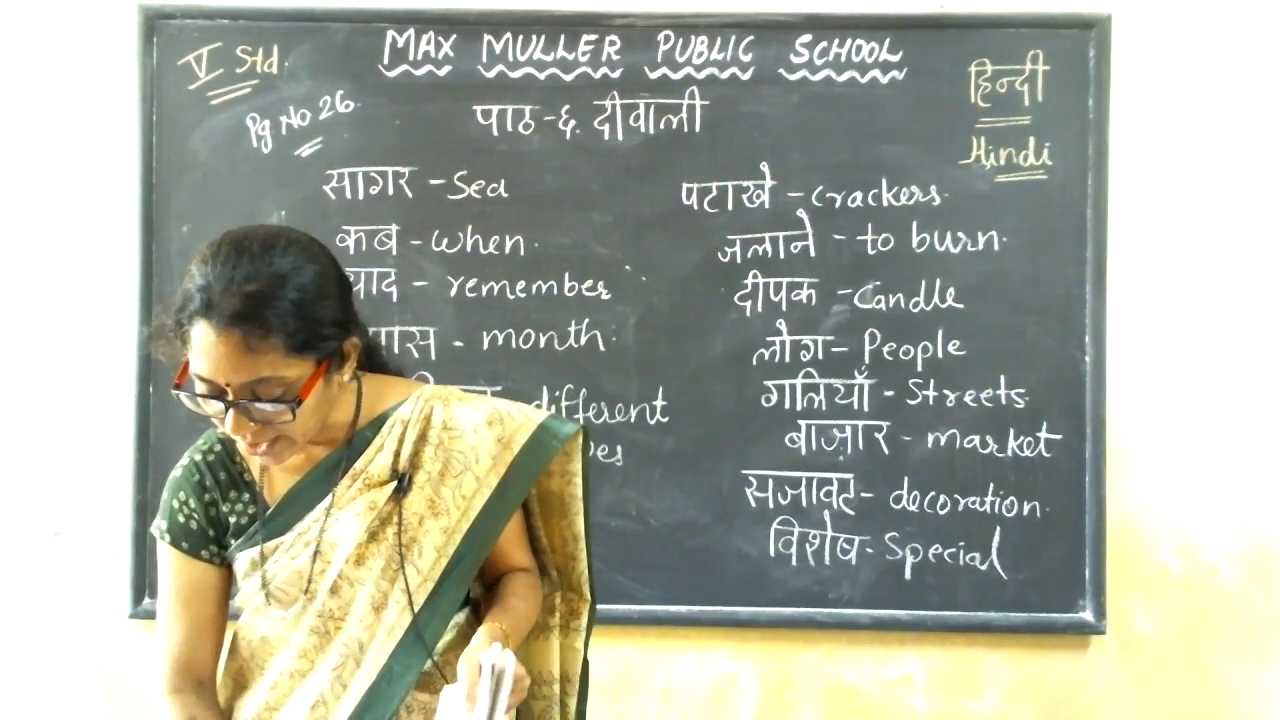 V Std.
MAX MULLER PUBLIC SCHOOL
हिन्दी
Hindi
Pg No 26.
पाठ-६. दीवाली
सागर - Sea
कब - when.
याद - remember
मास - month.
different
पटाखे - crackers.
जलाने - to burn.
दीपक - Candle
लोग - People
गलियाँ - Streets.
बाज़ार - market
सजावट - decoration.
विशेष - Special